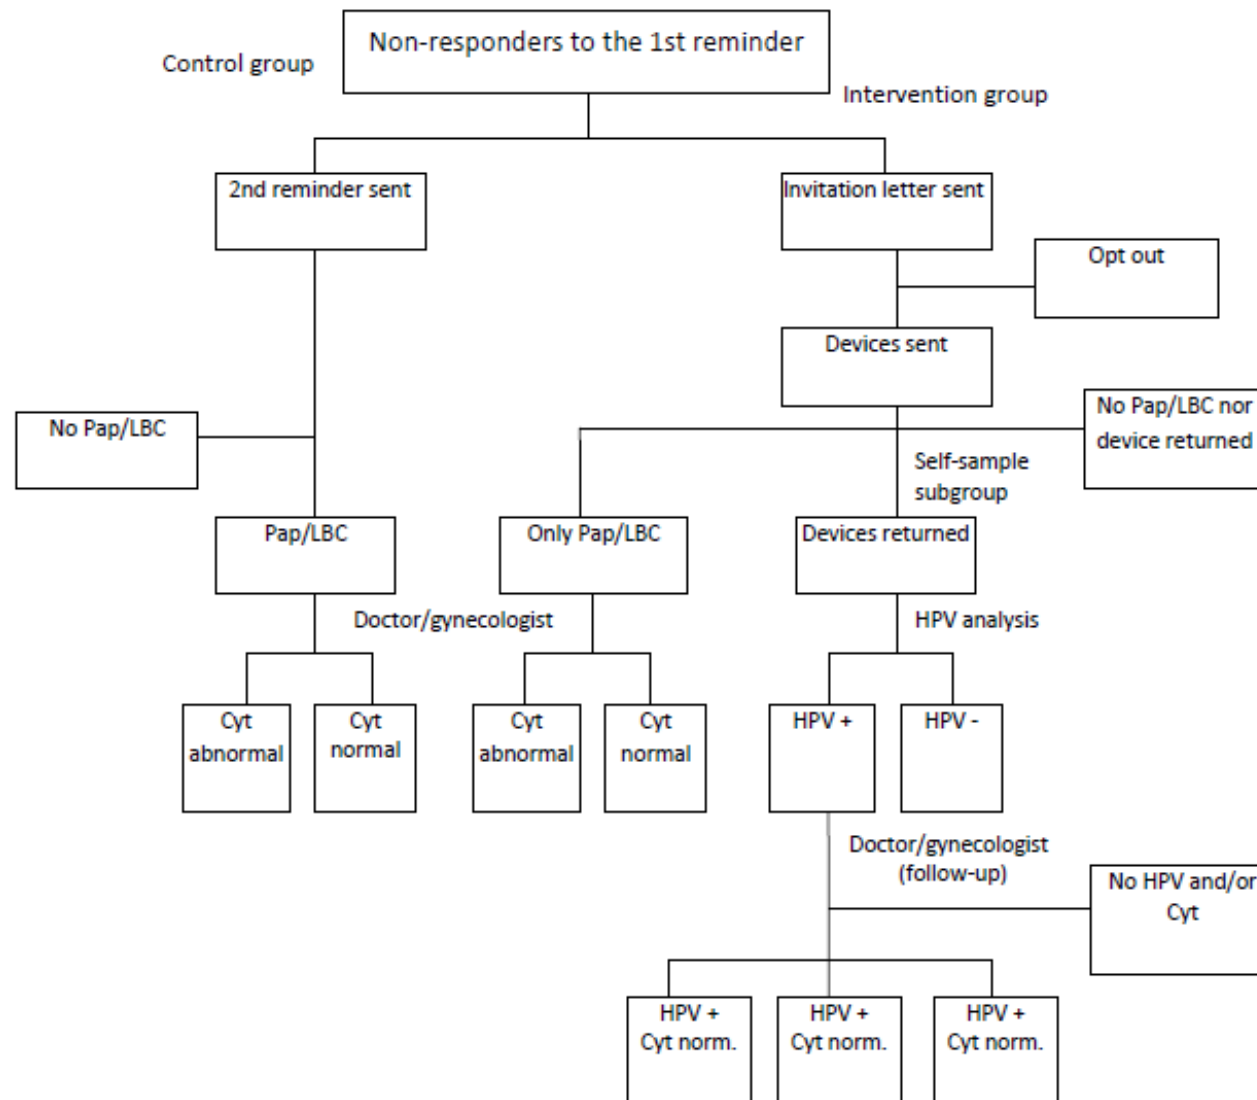 Non-responders to the 1st reminder
Control group
Intervention group
2nd reminder sent
Invitation letter sent
Opt out
Devices sent
No Pap/LBC
No Pap/LBC nor
device returned
Self-sample
subgroup
Pap/LBC
Only Pap/LBC
Devices returned
Doctor/gynecologist
HPV analysis
Cyt
abnormal
Cyt
normal
Cyt
abnormal
Cyt
normal
HPV +
HPV -
Doctor/gynecologist
(follow-up)
No HPV and/or
Cyt
HPV +
Cyt norm.
HPV +
Cyt norm.
HPV +
Cyt norm.